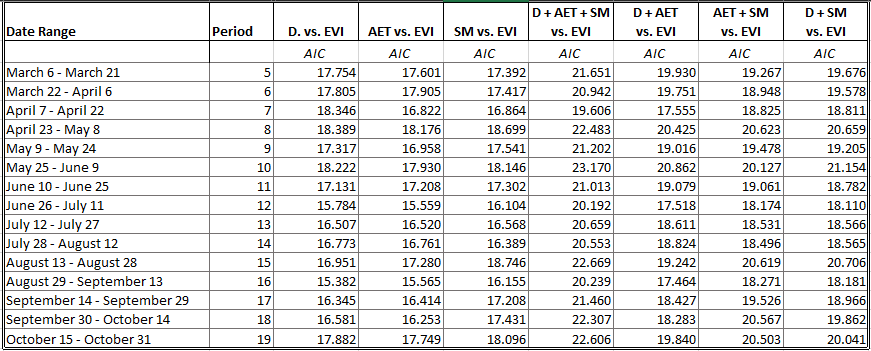 D + AET + SM D + AET AET + SM D + SM
Date Range Period D. vs. EVI AET vs. EVI SM vs. EVI vs. EVI vs. EVI vs. EVI vs. EVI
AIC AIC AIC AIC AIC AIC AIC
March 6 - March 21 5 17.754 17.601 17.392 21.651 19.930 19.267 19.676
March 22 - April 6 6 17.805 17.905 17.417 20.942 19.751 18.948 19.578
April 7 - April 22 7 18.346 16.822 16.864 19.606 17.555 18.825 18.811
April 23 - May 8 8 18.389 18.176 18.699 22.483 20.425 20.623 20.659
May 9 - May 24 9 17.317 16.958 17.541 21.202 19.016 19.478 19.205
May 25 - June 9 10 18.222 17.930 18.146 23.170 20.862 20.127 21.154
June 10 - June 25 11 17.131 17.208 17.302 21.013 19.079 19.061 18.782
June 26 - July 11 12 15.784 15.559 16.104 20.192 17.518 18.174 18.110
July 12 - July 27 13 16.507 16.520 16.568 20.659 18.611 18.531 18.566
July 28 - August 12 14 16.773 16.761 16.389 20.553 18.824 18.496 18.565
August 13 - August 28 15 16.951 17.280 18.746 22.669 19.242 20.619 20.706
August 29 - September 13 16 15.382 15.565 16.155 20.239 17.464 18.271 18.181
September 14 - September 29 17 16.345 16.414 17.208 21.460 18.427 19.526 18.966
September 30 - October 14 18 16.581 16.253 17.431 22.307 18.283 20.567 19.862
October 15 - October 31 19 17.882 17.749 18.096 22.606 19.840 20.503 20.041